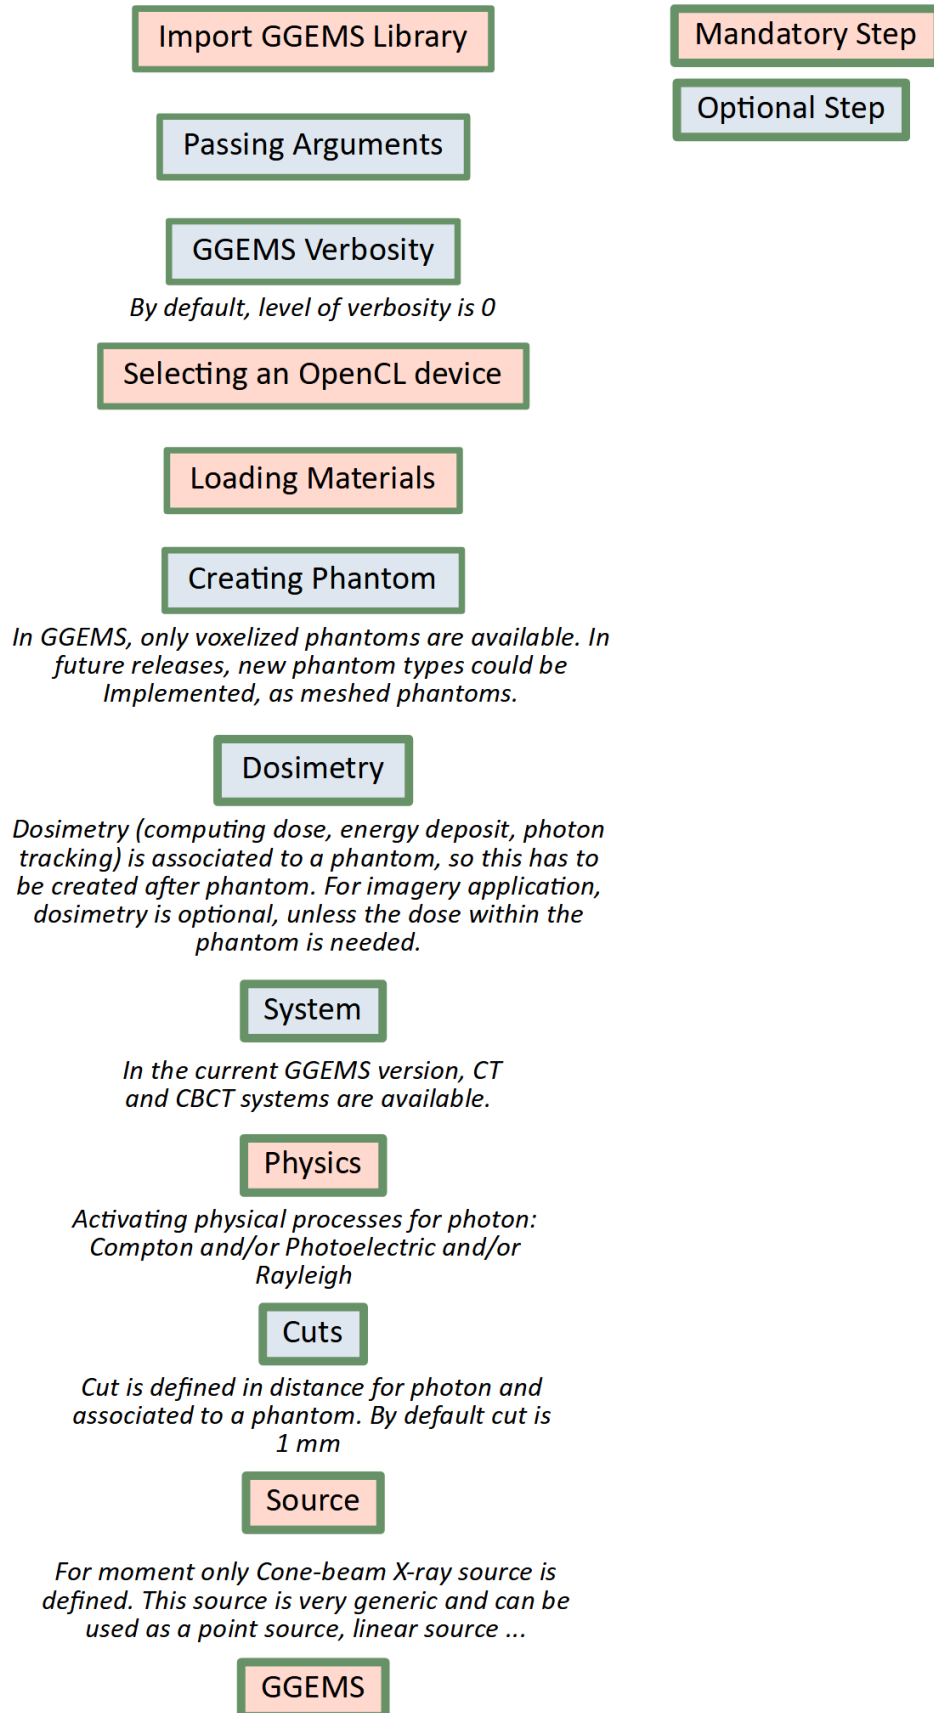 Import GGEMS Library
Mandatory Step
Optional Step
Passing Arguments
GGEMS Verbosity
By default, level of verbosity is 0
Selecting an OpenCL device
Loading Materials
Creating Phantom
In GGEMS, only voxelized phantoms are available. In
future releases, new phantom types could be
Implemented, as meshed phantoms.
Dosimetry
Dosimetry (computing dose, energy deposit, photon
tracking) is associated to a phantom, so this has to
be created after phantom. For imagery application,
dosimetry is optional, unless the dose within the
phantom is needed.
System
In the current GGEMS version, CT
and CBCT systems are available.
Physics
Activating physical processes for photon:
Compton and/or Photoelectric and/or
Rayleigh
Cuts
Cut is defined in distance for photon and
associated to a phantom. By default cut is
1 mm
Source
For moment only Cone-beam X-ray source is
defined. This source is very generic and can be
used as a point source, linear source ...
GGEMS